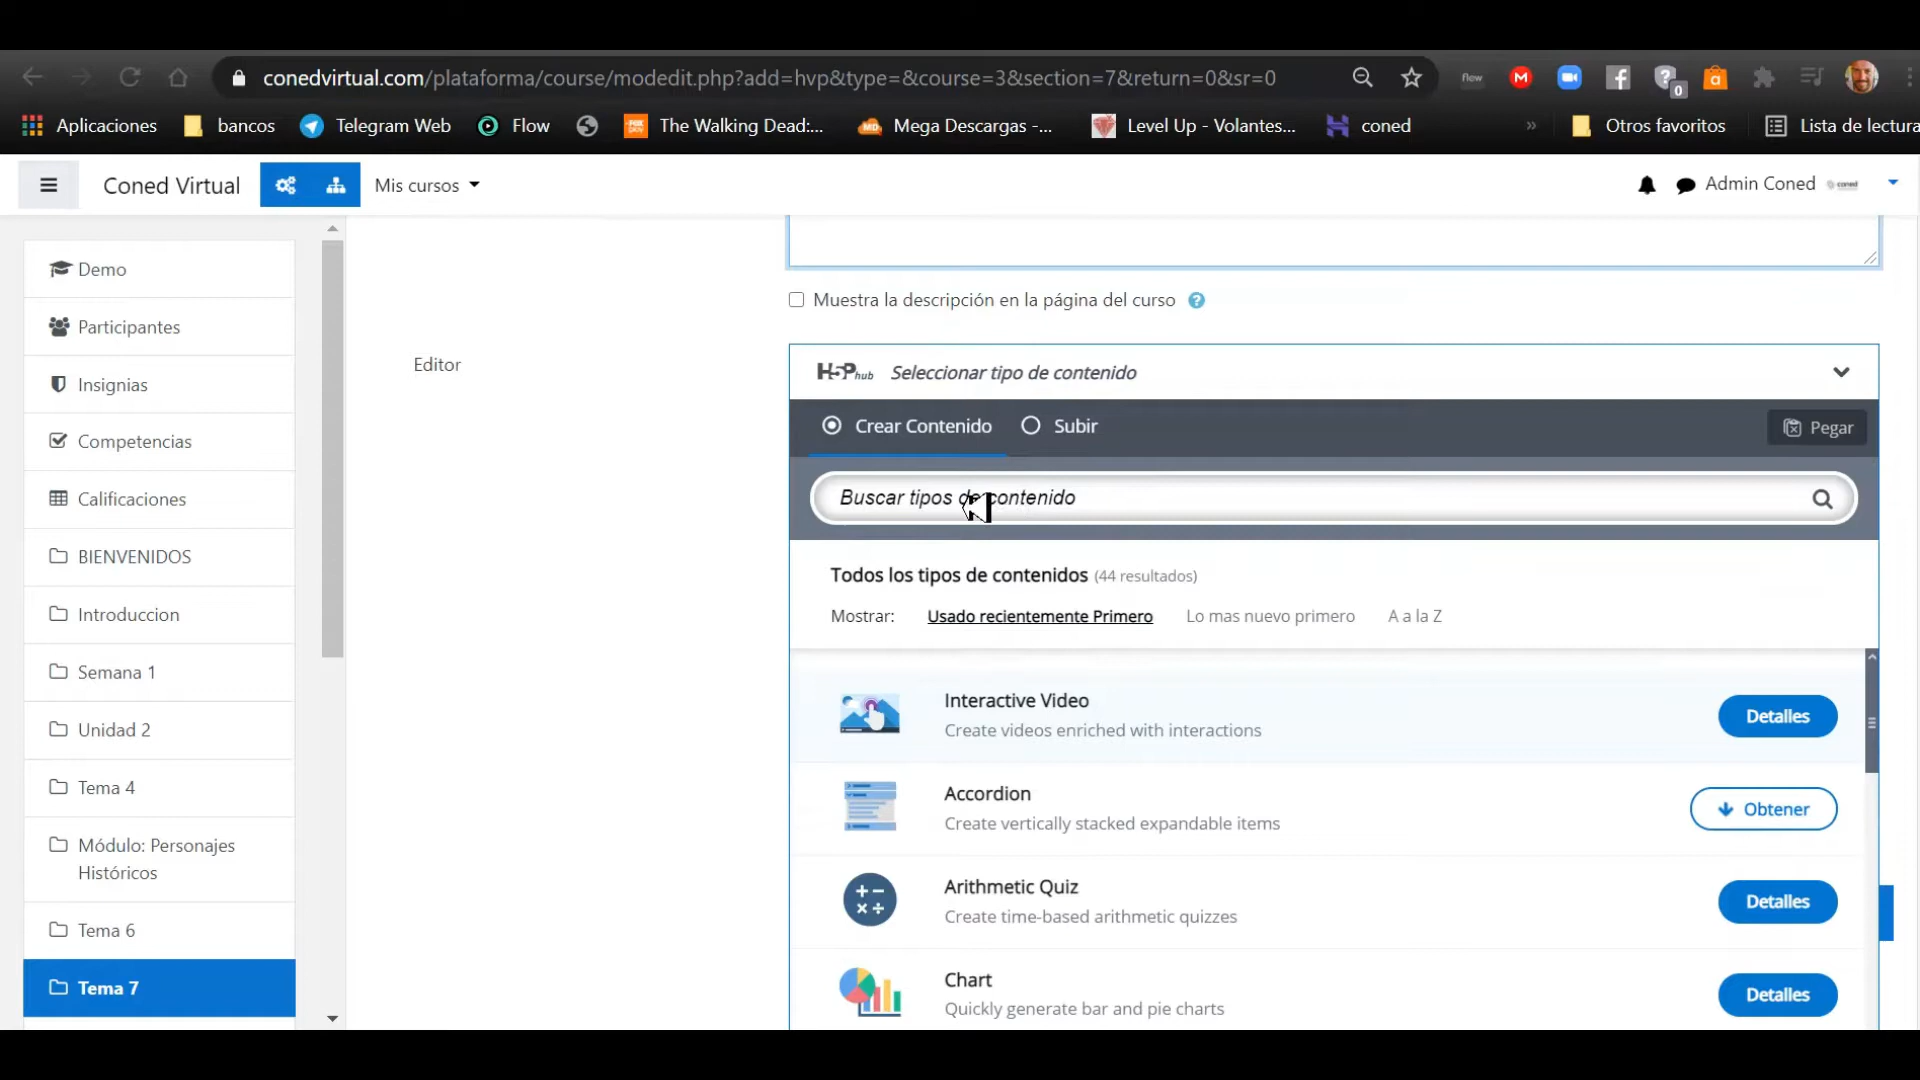 conedvirtual.com/plataforma/course/modedit.php?add=hvp&type=&course=3&section=7&return=0&sr=0
flow
M
0
a
Aplicaciones
bancos
Telegram Web
Flow
The Walking Dead:...
Mega Descargas -...
Level Up - Volantes...
coned
»
Otros favoritos
Lista de lectura
Coned Virtual
Mis cursos
Admin Coned
coned
Demo
Participantes
Insignias
Competencias
Calificaciones
BIENVENIDOS
Introduccion
Semana 1
Unidad 2
Tema 4
Módulo: Personajes
Históricos
Tema 6
Tema 7
Muestra la descripción en la página del curso
Editor
H5P hub Seleccionar tipo de contenido
Crear Contenido
Subir
Pegar
Buscar tipos de contenido
Todos los tipos de contenidos (44 resultados)
Mostrar: Usado recientemente Primero Lo mas nuevo primero A a la Z
Interactive Video
Create videos enriched with interactions
Detalles
Accordion
Create vertically stacked expandable items
Obtener
Arithmetic Quiz
Create time-based arithmetic quizzes
Detalles
Chart
Quickly generate bar and pie charts
Detalles